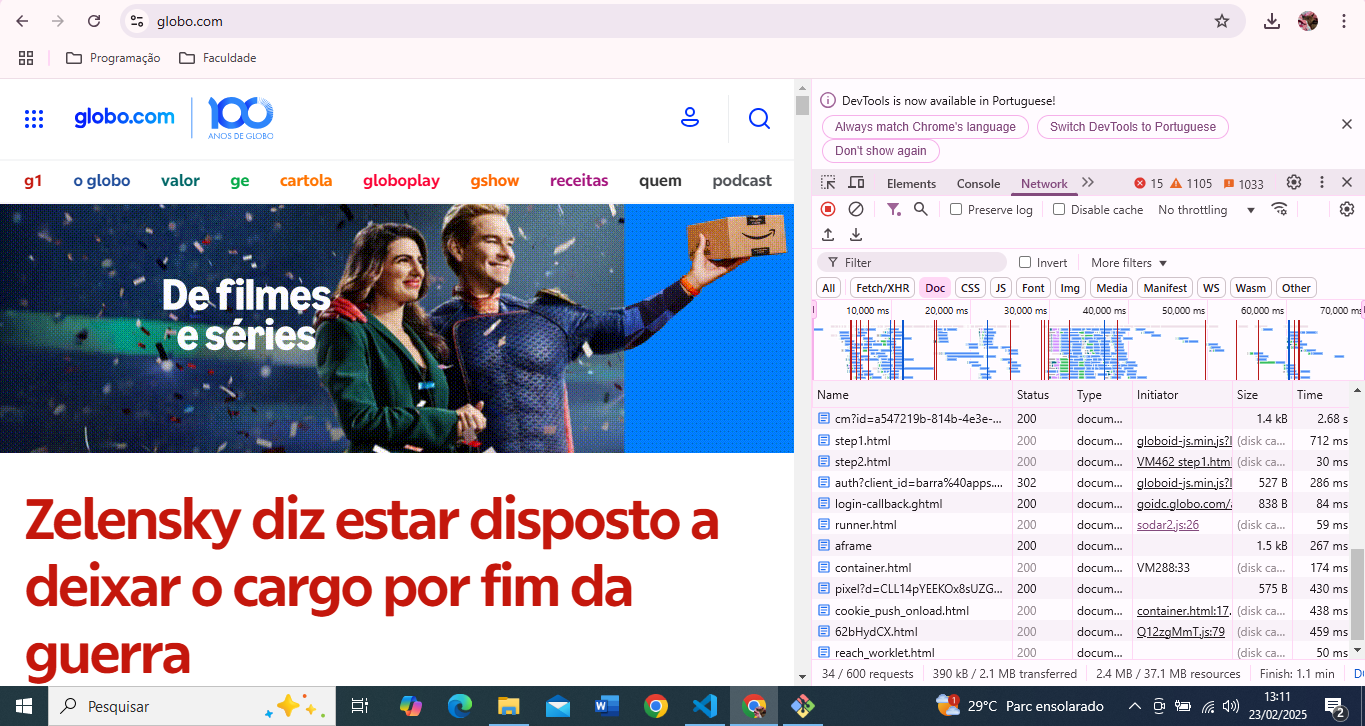 globo.com
Programação
Faculdade
globo.com
100
ANOS DE GLOBO
g1 o globo valor ge cartola globoplay gshow receitas quem podcast
De filmes
e séries
Zelensky diz estar disposto a
deixar o cargo por fim da
guerra
DevTools is now available in Portuguese!
Always match Chrome's language
Switch DevTools to Portuguese
Don't show again
Elements Console Network 15 1105 1033
Preserve log Disable cache No throttling
Filter Invert More filters
All Fetch/XHR Doc CSS JS Font Img Media Manifest WS Wasm Other
10,000 ms 20,000 ms 30,000 ms 40,000 ms 50,000 ms 60,000 ms 70,000 ms
Name Status Type Initiator Size Time
cm?id=a547219b-814b-4e3e-... 200 docum... 1.4 kB 2.68 s
step1.html 200 docum... globoid-js.min.js?l (disk ca... 712 ms
step2.html 200 docum... VM462 step1.html (disk ca... 30 ms
auth?client_id=barra%40apps.... 302 docum... globoid-js.min.js?l 527 B 286 ms
login-callback.ghtml 200 docum... goidc.globo.com/ 838 B 84 ms
runner.html 200 docum... sodar2.js:26 (disk ca... 59 ms
aframe 200 docum... 1.5 kB 267 ms
container.html 200 docum... VM288:33 (disk ca... 174 ms
pixel?d=CLL14pYEEKOx8sUZG... 200 docum... 575 B 430 ms
cookie_push_onload.html 200 docum... container.html:17. (disk ca... 438 ms
62bHydCX.html 200 docum... Q12zgMmT.js:79 (disk ca... 459 ms
reach_worklet.html 200 docum... (disk ca... 50 ms
34 / 600 requests 390 kB / 2.1 MB transferred 2.4 MB / 37.1 MB resources Finish: 1.1 min
Pesquisar
1
29°C Parc ensolarado
13:11
23/02/2025
2